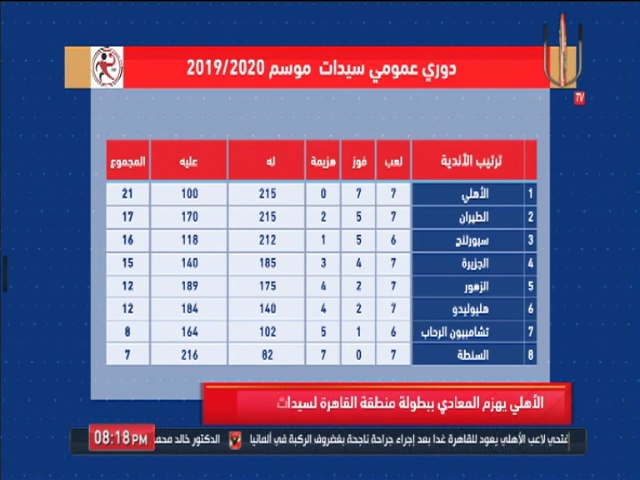 دوري عمومي سيدات موسم 2019/2020
TV
ترتيب الأندية لعب فوز هزيمة له عليه المجموع
1 الأهلي 7 7 0 215 100 21
2 الطيران 7 5 2 215 170 17
3 سبورتنج 6 5 1 212 118 16
4 الجزيرة 7 4 3 185 140 15
5 الزهور 7 2 4 175 189 12
6 هليوليدو 7 2 4 140 184 12
7 تشامبيون الرحاب 6 1 5 102 164 8
8 السنطة 7 0 7 82 216 7
الأهلي يهزم المعادي ببطولة منطقة القاهرة لسيدات
فتحي لاعب الأهلي يعود للقاهرة غدا بعد إجراء جراحة ناجحة بغضروف الركبة في ألمانيا الدكتور خالد محمد 08:18 PM